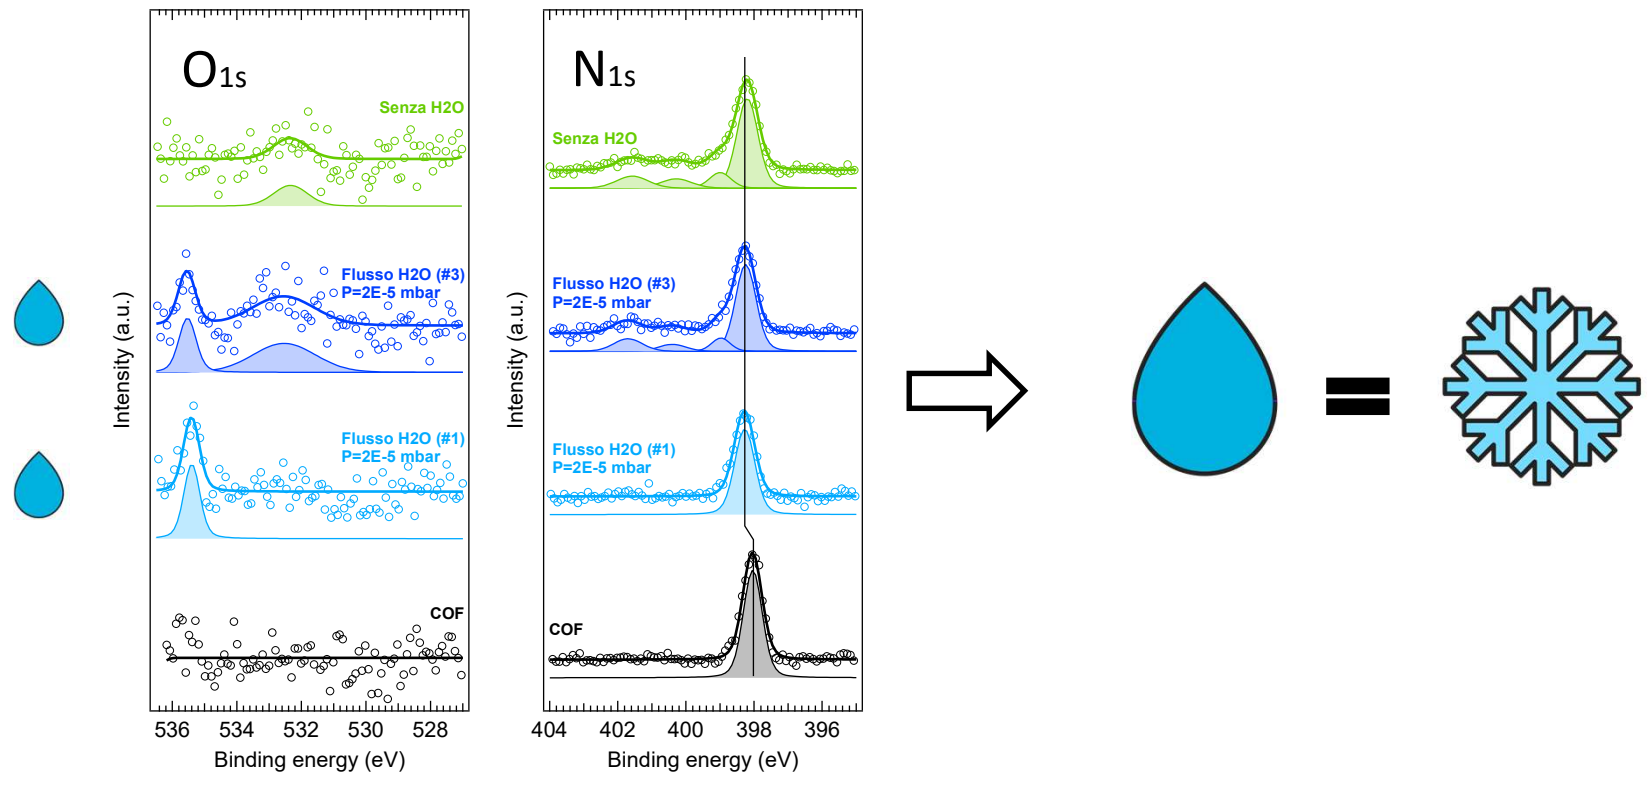 O1s
Senza H2O
Flusso H2O (#3)
P=2E-5 mbar
Flusso H2O (#1)
P=2E-5 mbar
COF
Intensity (a.u.)
536 534 532 530 528
Binding energy (eV)
N1s
Senza H2O
Flusso H2O (#3)
P=2E-5 mbar
Flusso H2O (#1)
P=2E-5 mbar
COF
Intensity (a.u.)
404 402 400 398 396
Binding energy (eV)
=